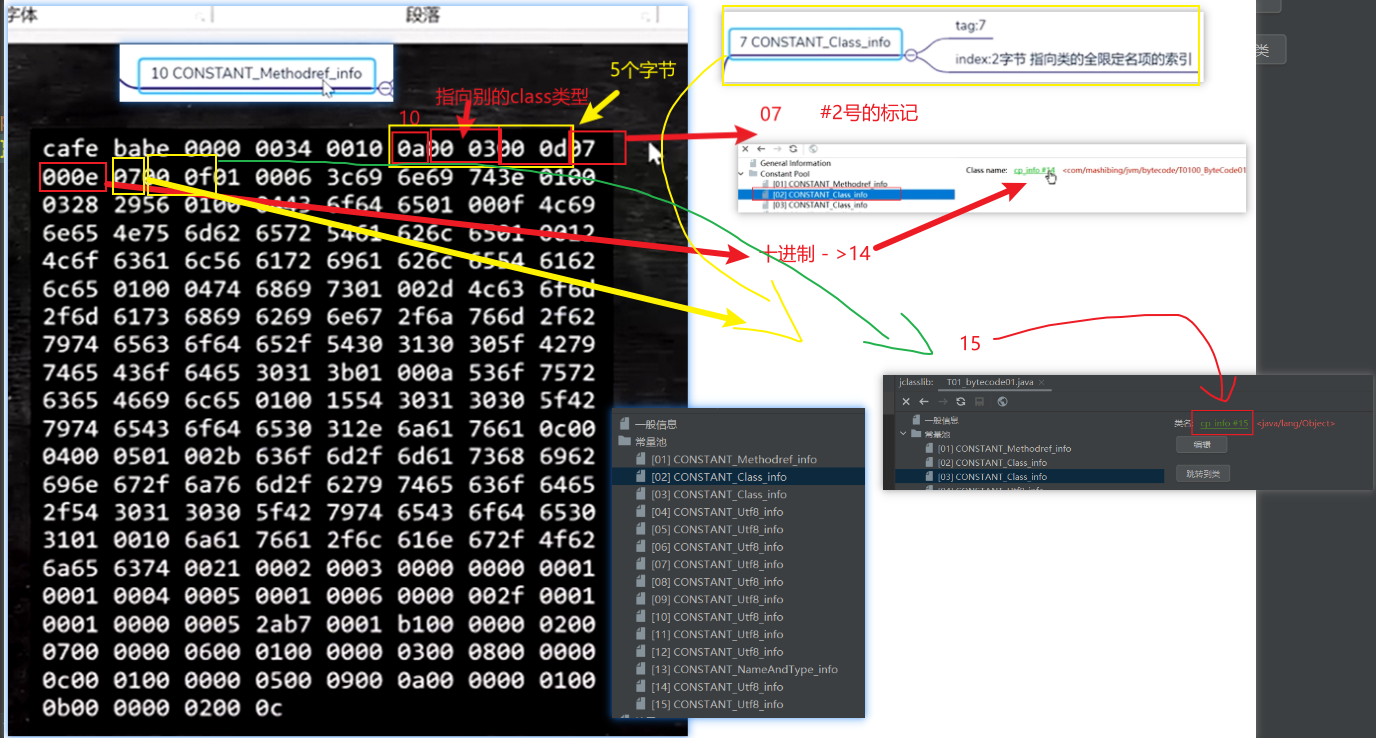 字体
段落
10 CONSTANT_Methodref_info
5个字节
指向别的class类型
10
7 CONSTANT_Class_info
tag:7
index:2字节 指向类的全限定名项的索引
类
07
#2号的标记
cafe babe 0000 0034 0010 0a00 0300 0d07
000e 0700 0f01 0006 3c69 6e69 743e 0100
0328 2956 0100 0443 6f64 6501 000f 4c69
6e65 4e75 6d62 6572 5461 626c 6501 0012
4c6f 6361 6c56 6172 6961 626c 6554 6162
6c65 0100 0474 6869 7301 002d 4c63 6f6d
2f6d 6173 6869 6269 6e67 2f6a 766d 2f62
7974 6563 6f64 652f 5430 3130 305f 4279
7465 436f 6465 3031 3b01 000a 536f 7572
6365 4669 6c65 0100 1554 3031 3030 5f42
7974 6543 6f64 6530 312e 6a61 7661 0c00
0400 0501 002b 636f 6d2f 6d61 7368 6962
696e 672f 6a76 6d2f 6279 7465 636f 6465
2f54 3031 3030 5f42 7974 6543 6f64 6530
3101 0010 6a61 7661 2f6c 616e 672f 4f62
6a65 6374 0021 0002 0003 0000 0000 0001
0001 0004 0005 0001 0006 0000 002f 0001
0001 0000 0005 2ab7 0001 b100 0000 0200
0700 0000 0600 0100 0000 0300 0800 0000
0c00 0100 0000 0500 0900 0a00 0000 0100
0b00 0000 0200 0c
General Information
Constant Pool
[01] CONSTANT_Methodref_info
[02] CONSTANT_Class_info
[03] CONSTANT_Class_info
Class name: cp_info #14 <com/mashibing/jvm/bytecode/T0100_ByteCode01
十进制 - >14
15
jclasslib: T01_bytecode01.java
一般信息
常量池
[01] CONSTANT_Methodref_info
[02] CONSTANT_Class_info
[03] CONSTANT_Class_info
[04] CONSTANT_Utf8_info
类名: cp_info #15 <java/lang/Object>
编辑
跳转到类
一般信息
常量池
[01] CONSTANT_Methodref_info
[02] CONSTANT_Class_info
[03] CONSTANT_Class_info
[04] CONSTANT_Utf8_info
[05] CONSTANT_Utf8_info
[06] CONSTANT_Utf8_info
[07] CONSTANT_Utf8_info
[08] CONSTANT_Utf8_info
[09] CONSTANT_Utf8_info
[10] CONSTANT_Utf8_info
[11] CONSTANT_Utf8_info
[12] CONSTANT_Utf8_info
[13] CONSTANT_NameAndType_info
[14] CONSTANT_Utf8_info
[15] CONSTANT_Utf8_info